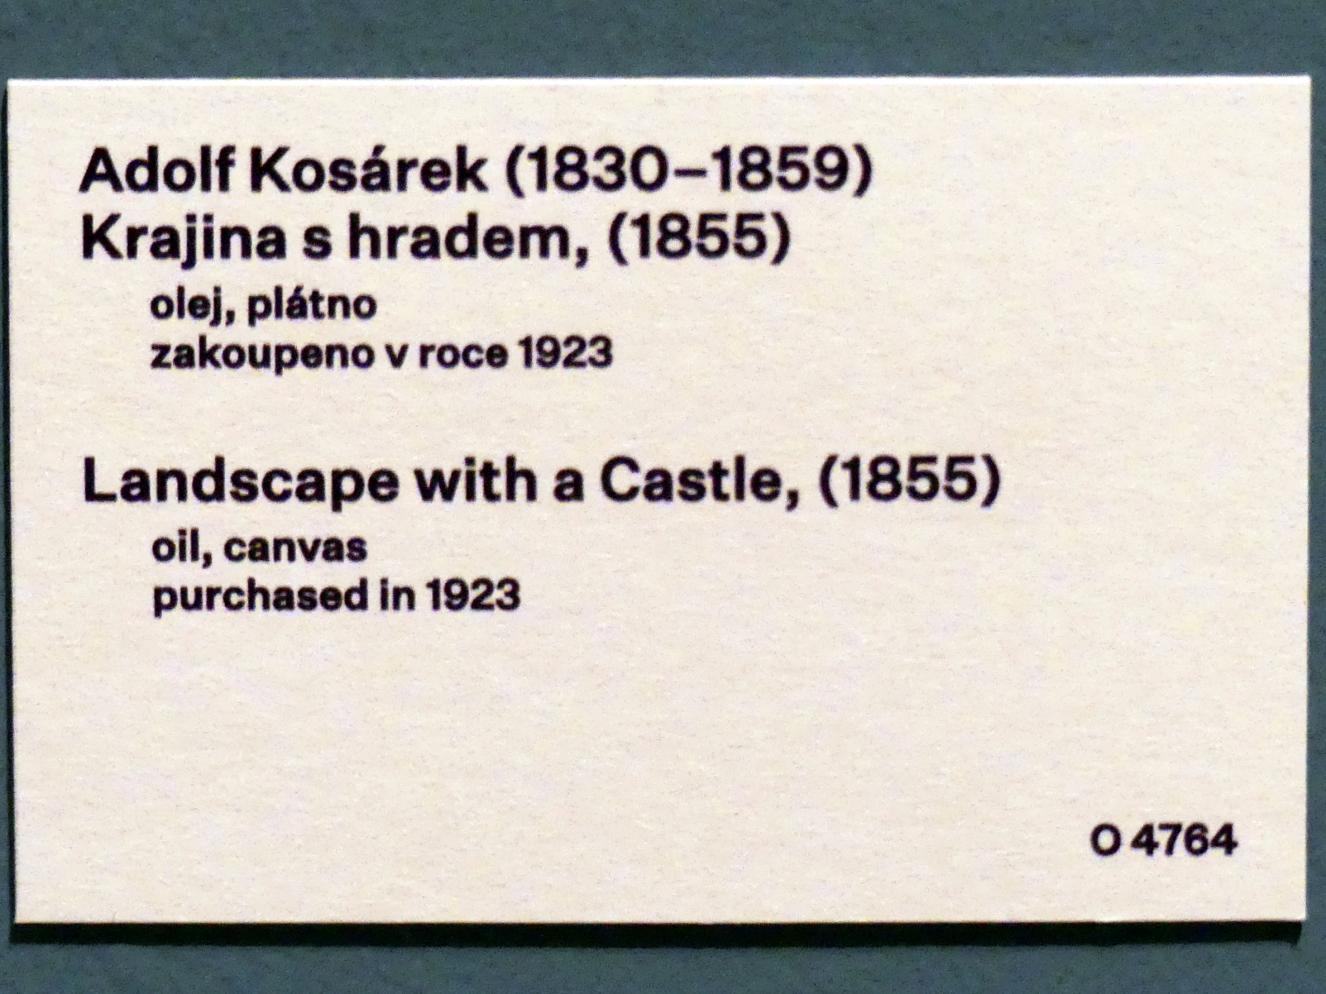 Adolf Kosárek (1830–1859)
Krajina s hradem, (1855)
olej, plátno
zakoupeno v roce 1923
Landscape with a Castle, (1855)
oil, canvas
purchased in 1923
O 4764